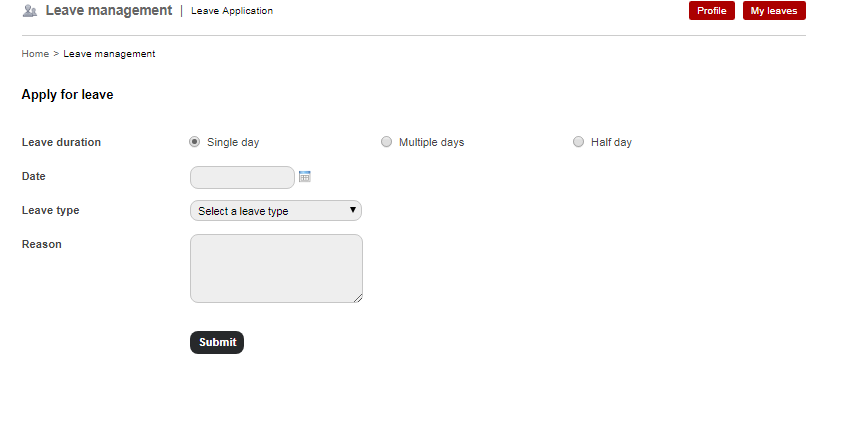 Leave management | Leave Application Profile My leaves
Home > Leave management
Apply for leave
Leave duration Single day Multiple days Half day
Date
Leave type Select a leave type
Reason
Submit